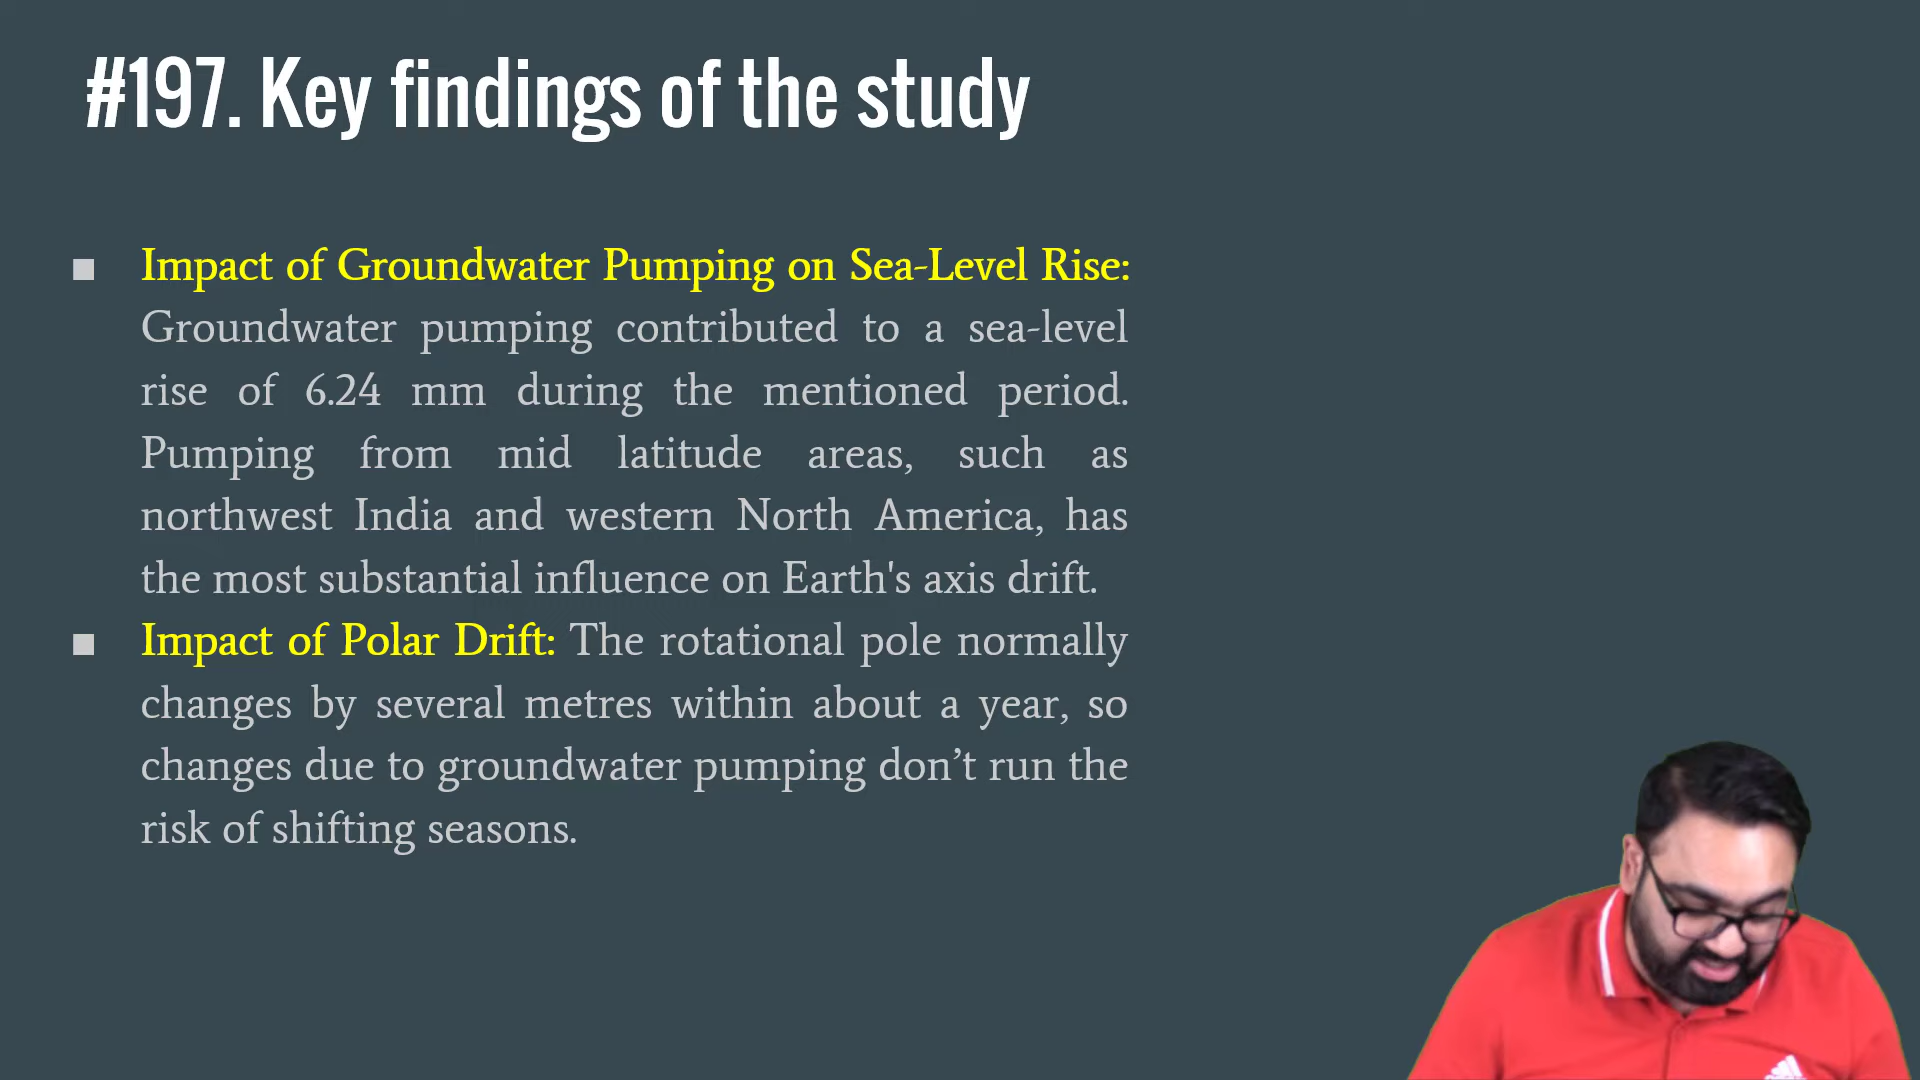 #197. Key findings of the study
Impact of Groundwater Pumping on Sea-Level Rise:
Groundwater pumping contributed to a sea-level
rise of 6.24 mm during the mentioned period.
Pumping from mid latitude areas, such as
northwest India and western North America, has
the most substantial influence on Earth's axis drift.
Impact of Polar Drift: The rotational pole normally
changes by several metres within about a year, so
changes due to groundwater pumping don’t run the
risk of shifting seasons.